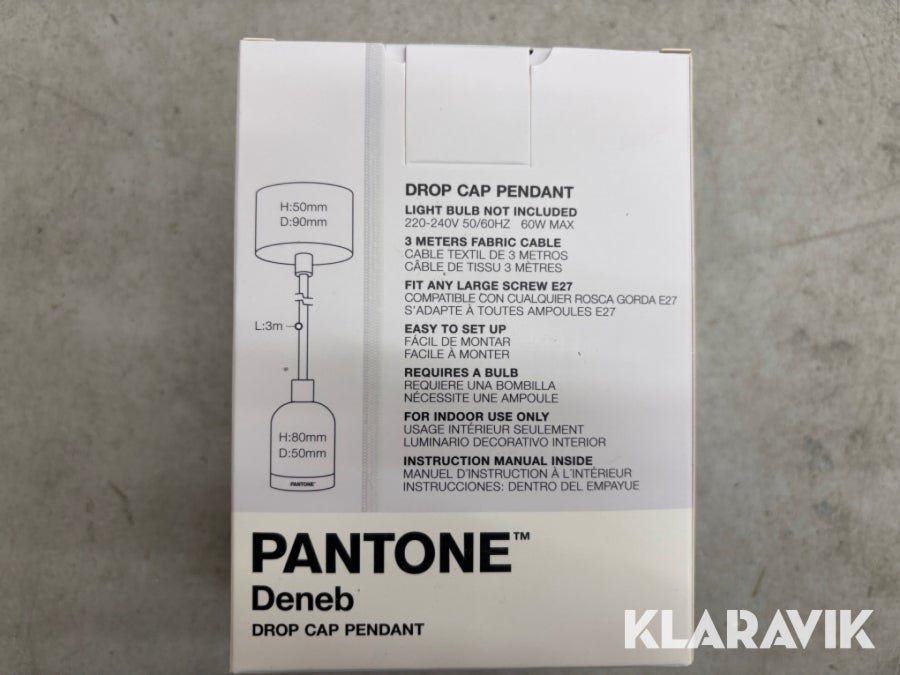 H:50mm
D:90mm
L:3m
H:80mm
D:50mm
PANTONE
DROP CAP PENDANT
LIGHT BULB NOT INCLUDED
220-240V 50/60HZ 60W MAX
3 METERS FABRIC CABLE
CABLE TEXTIL DE 3 METROS
CÂBLE DE TISSU 3 MÈTRES
FIT ANY LARGE SCREW E27
COMPATIBLE CON CUALQUIER ROSCA GORDA E27
S'ADAPTE À TOUTES AMPOULES E27
EASY TO SET UP
FÁCIL DE MONTAR
FACILE À MONTER
REQUIRES A BULB
REQUIERE UNA BOMBILLA
NÉCESSITE UNE AMPOULE
FOR INDOOR USE ONLY
USAGE INTÉRIEUR SEULEMENT
LUMINARIO DECORATIVO INTERIOR
INSTRUCTION MANUAL INSIDE
MANUEL D'INSTRUCTION À L'INTÉRIEUR
INSTRUCCIONES: DENTRO DEL EMPAYUE
PANTONE™
Deneb
DROP CAP PENDANT
KLARAVIK